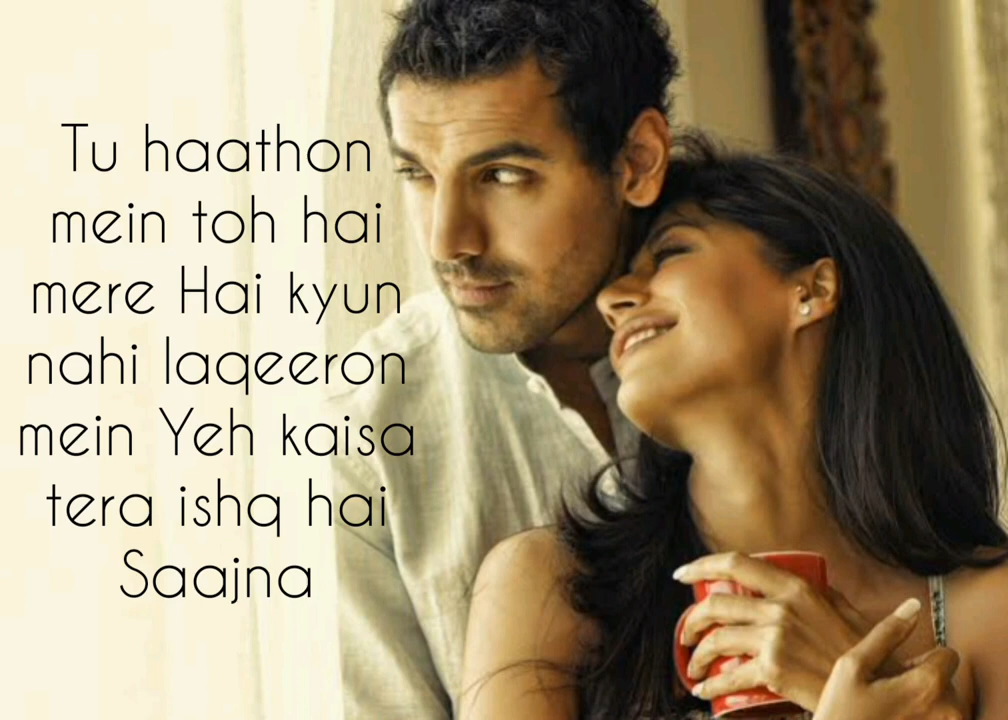 Tu haathon
mein toh hai
mere Hai kyun
nahi laqeeron
mein Yeh kaisa
tera ishq hai
Saajna